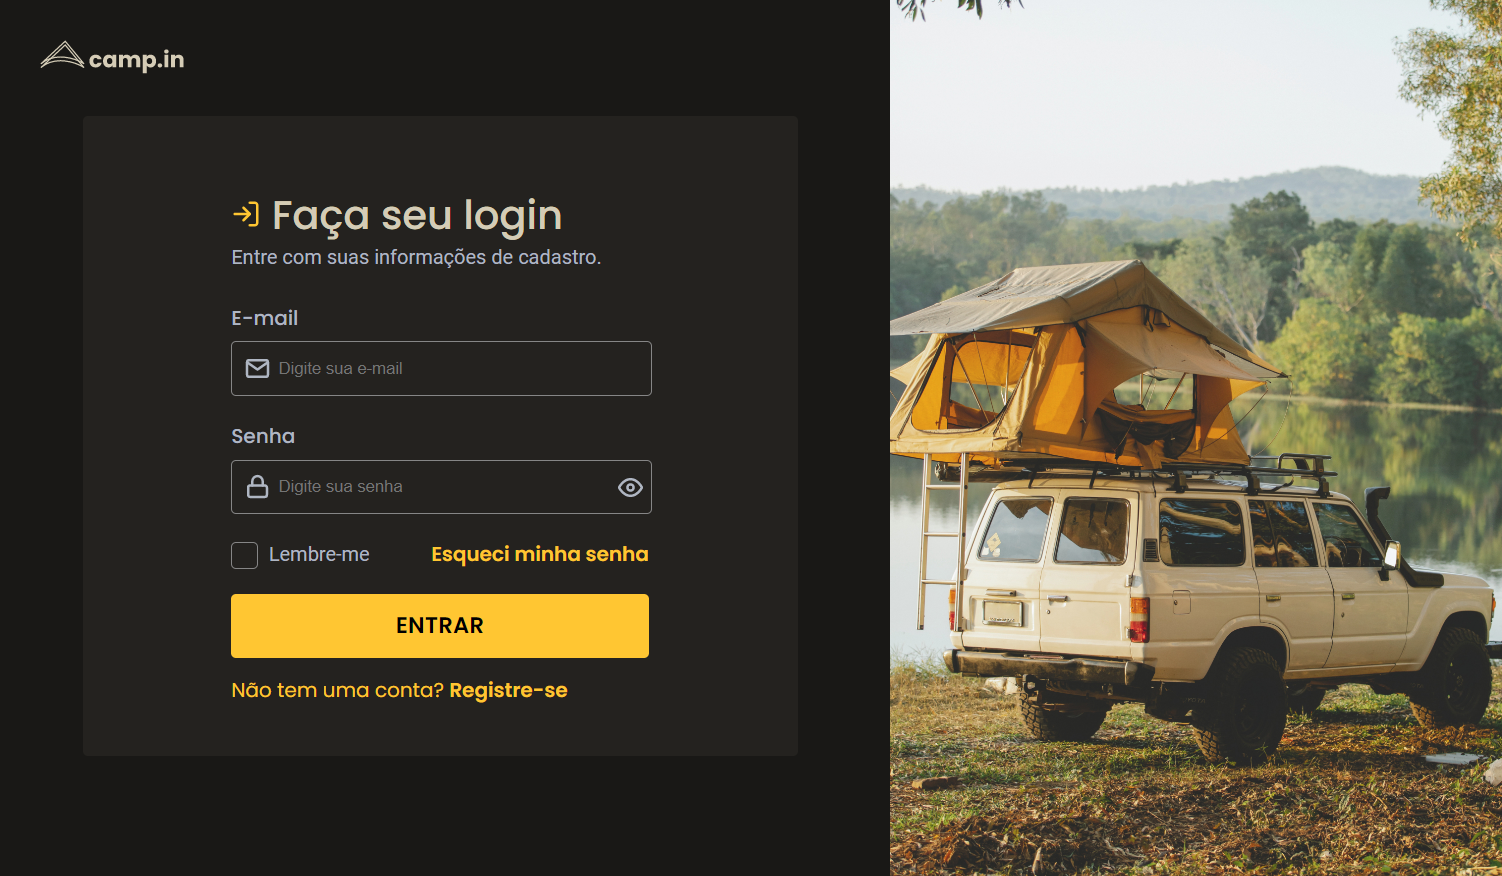 camp.in
Faça seu login
Entre com suas informações de cadastro.
E-mail
Digite sua e-mail
Senha
Digite sua senha
Lembre-me Esqueci minha senha
ENTRAR
Não tem uma conta? Registre-se